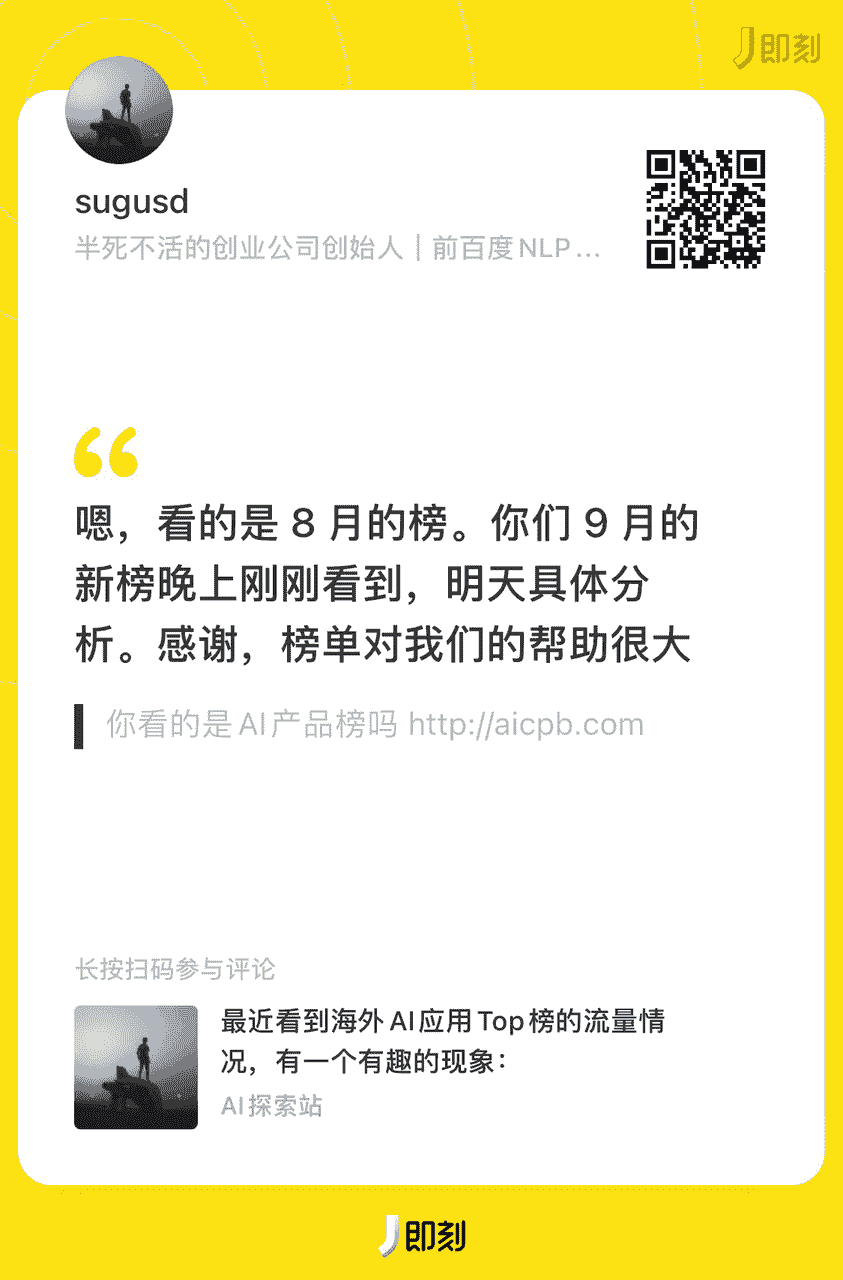 即刻
sugusd
半死不活的创业公司创始人｜前百度NLP...
嗯，看的是 8 月的榜。你们 9 月的
新榜晚上刚刚看到，明天具体分
析。感谢，榜单对我们的帮助很大
你看的是AI产品榜吗 http://aicpb.com
长按扫码参与评论
最近看到海外AI应用Top榜的流量情
况，有一个有趣的现象：
AI探索站
即刻